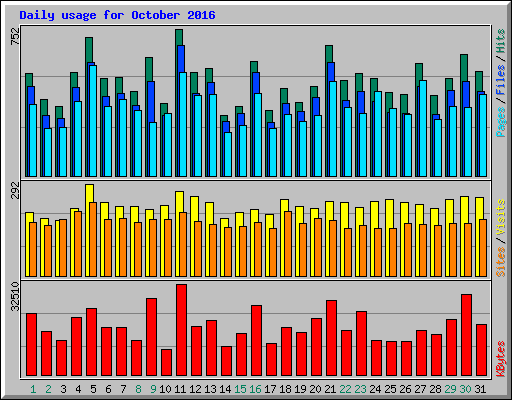 Daily usage for October 2016
752
Pages / Files / Hits
292
Sites / Visits
32510
KBytes
1 2 3 4 5 6 7 8 9 10 11 12 13 14 15 16 17 18 19 20 21 22 23 24 25 26 27 28 29 30 31